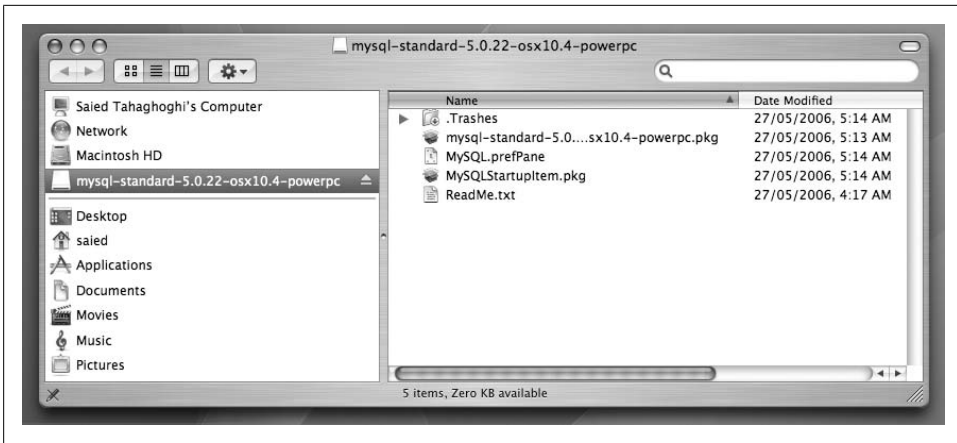 mysql-standard-5.0.22-osx10.4-powerpc
Saied Tahaghoghi's Computer
Network
Macintosh HD
mysql-standard-5.0.22-osx10.4-powerpc
Desktop
saied
Applications
Documents
Movies
Music
Pictures
Name Date Modified
.Trashes 27/05/2006, 5:14 AM
mysql-standard-5.0....sx10.4-powerpc.pkg 27/05/2006, 5:13 AM
MySQL.prefPane 27/05/2006, 5:14 AM
MySQLStartupItem.pkg 27/05/2006, 5:14 AM
ReadMe.txt 27/05/2006, 4:17 AM
5 items, Zero KB available